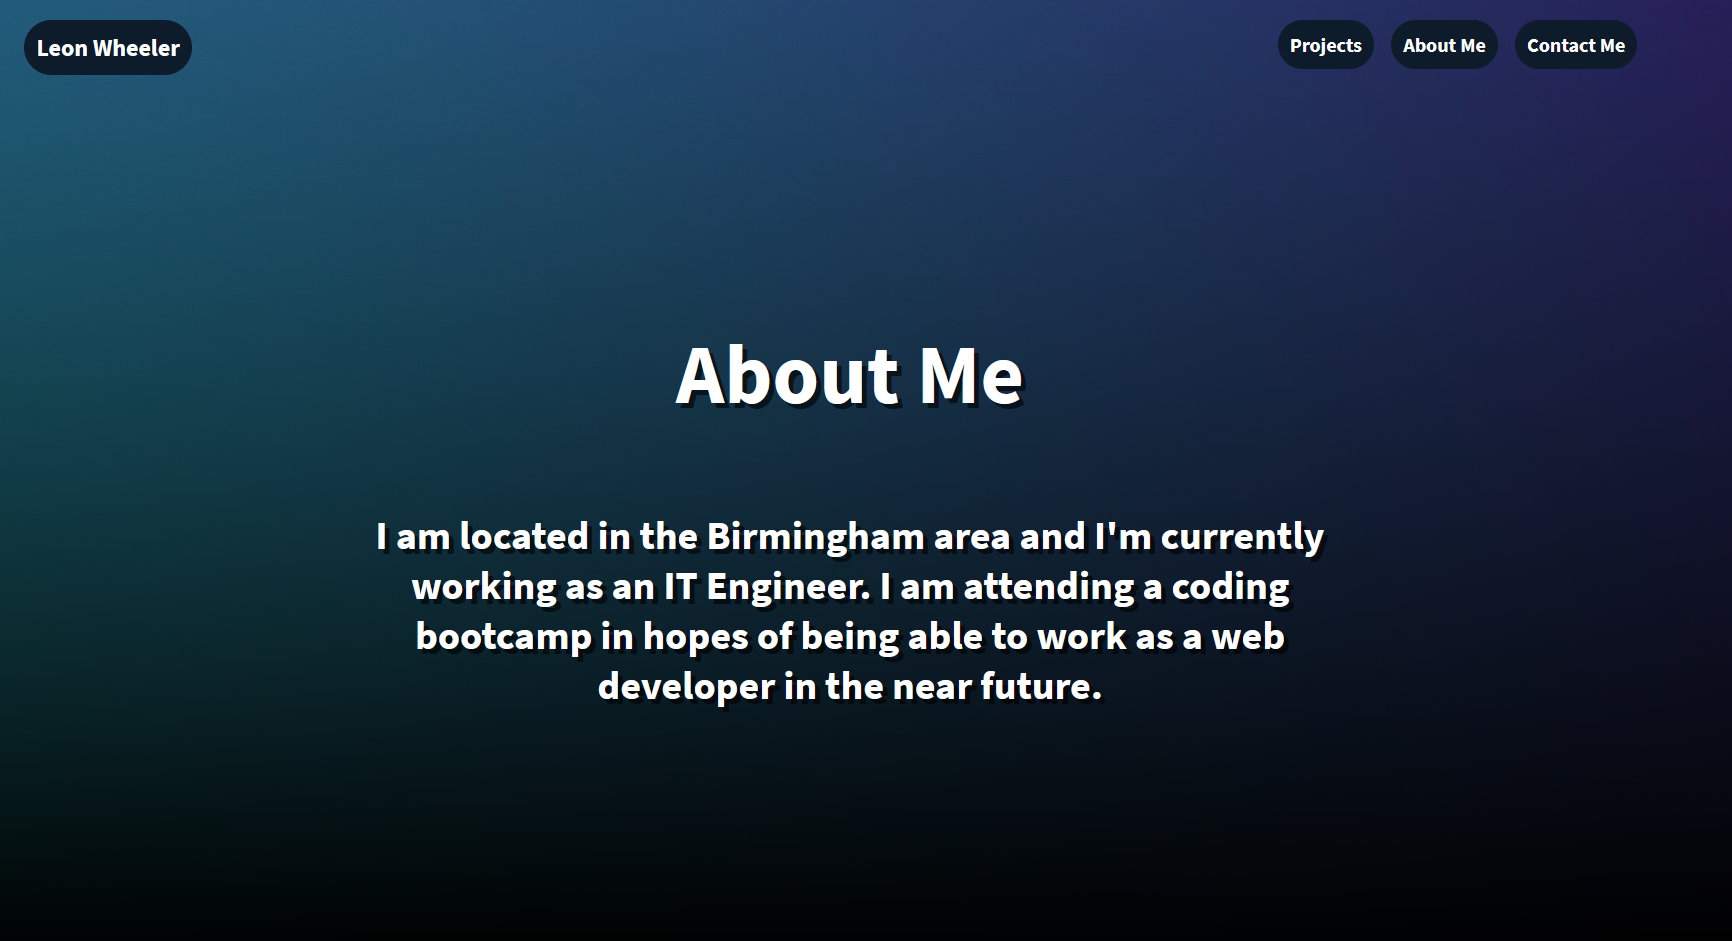 Leon Wheeler
Projects
About Me
Contact Me
About Me
I am located in the Birmingham area and I'm currently
working as an IT Engineer. I am attending a coding
bootcamp in hopes of being able to work as a web
developer in the near future.